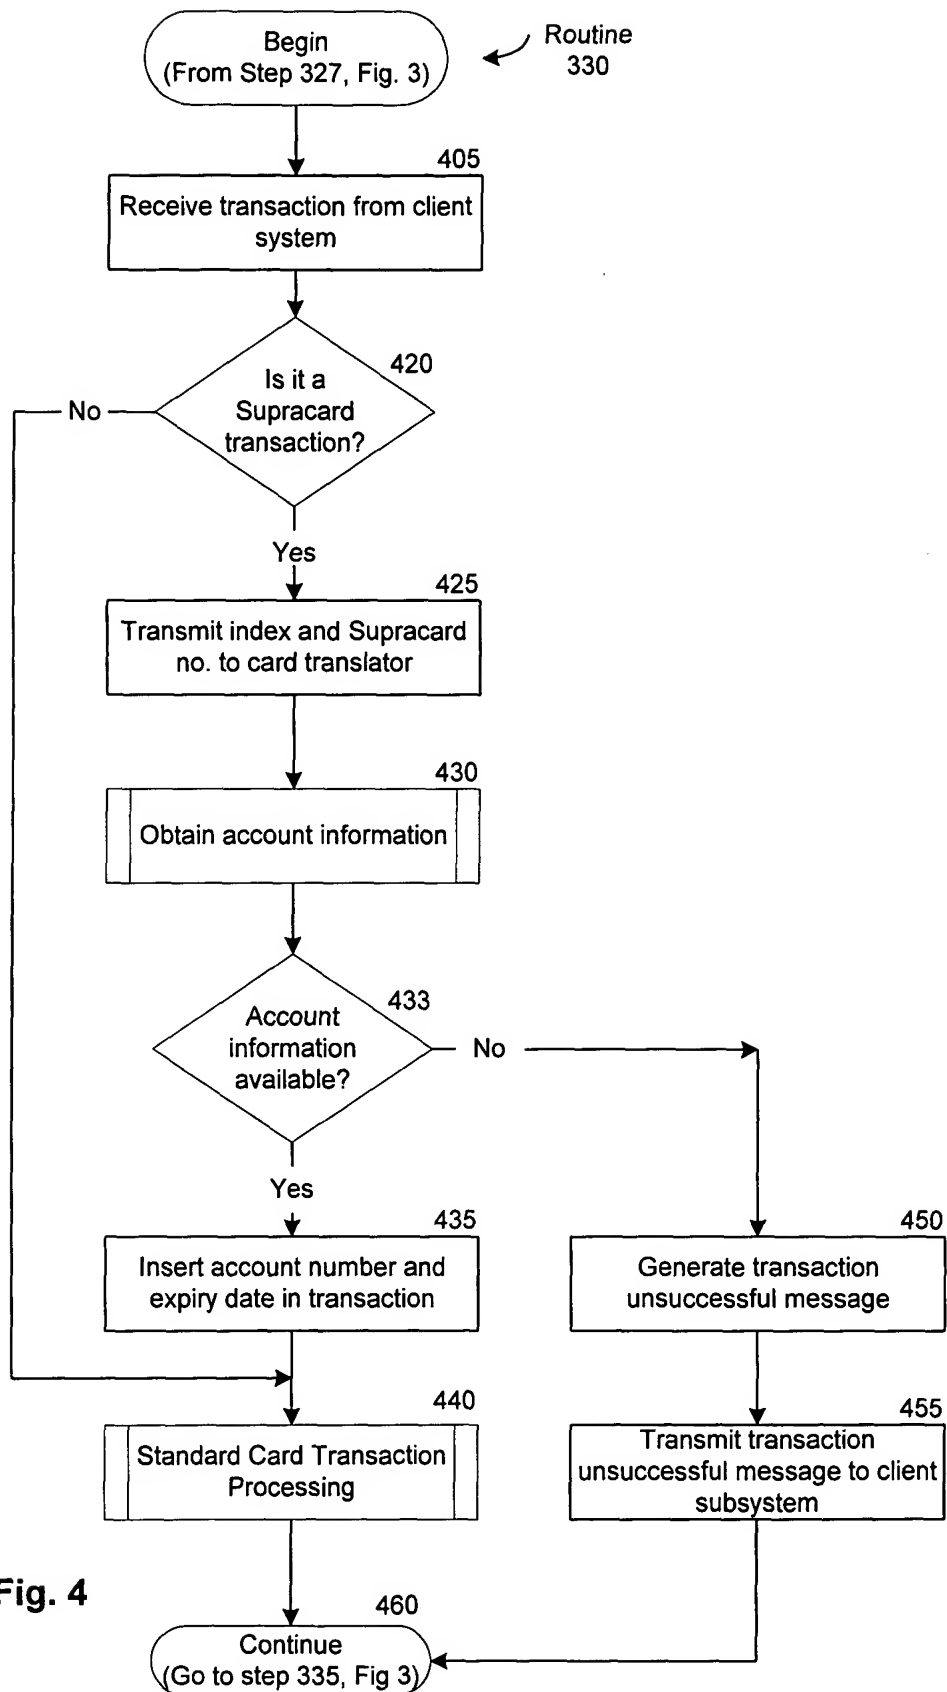 Begin
(From Step 327, Fig. 3)
Routine
330
405
Receive transaction from client
system
420
Is it a
Supracard
transaction?
No
Yes
425
Transmit index and Supracard
no. to card translator
430
Obtain account information
433
Account
information
available?
No
Yes
435
Insert account number and
expiry date in transaction
450
Generate transaction
unsuccessful message
440
Standard Card Transaction
Processing
455
Transmit transaction
unsuccessful message to client
subsystem
Fig. 4
460
Continue
(Go to step 335, Fig 3)